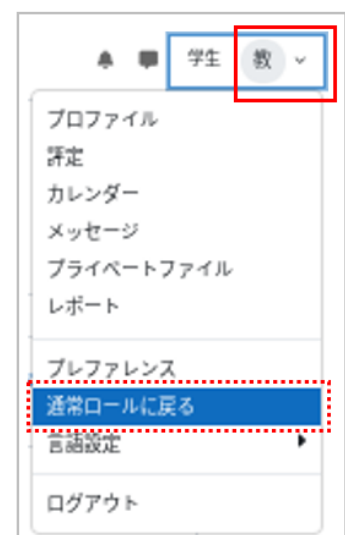 学生 教
プロファイル
評定
カレンダー
メッセージ
プライベートファイル
レポート
プレファレンス
通常ロールに戻る
言語設定
ログアウト